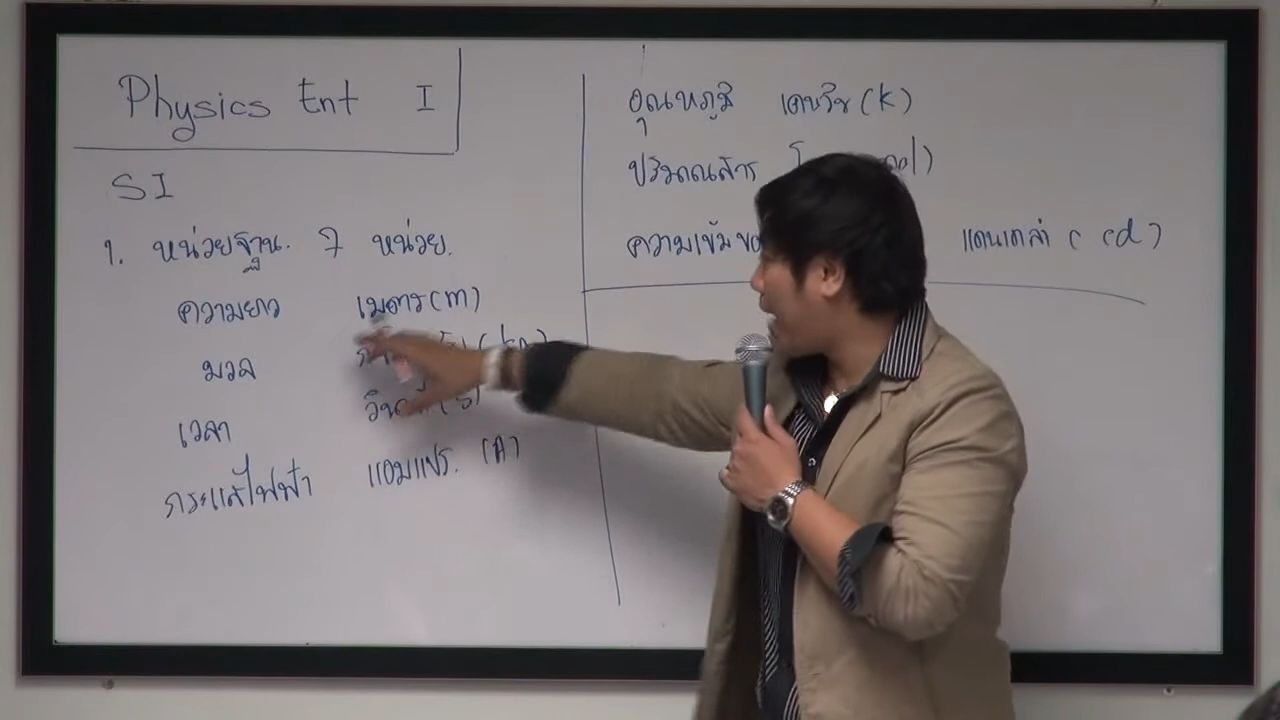 Physics Ent I
SI
1. หน่วยฐาน. 7 หน่วย.
ความยาว เมตร (m)
มวล
เวลา (s)
กระแสไฟฟ้า แอมแปร. (A)
อุณหภูมิ เคลวิน (K)
ปริมาณสาร
ความเข้ม แคนเดลา ( cd )